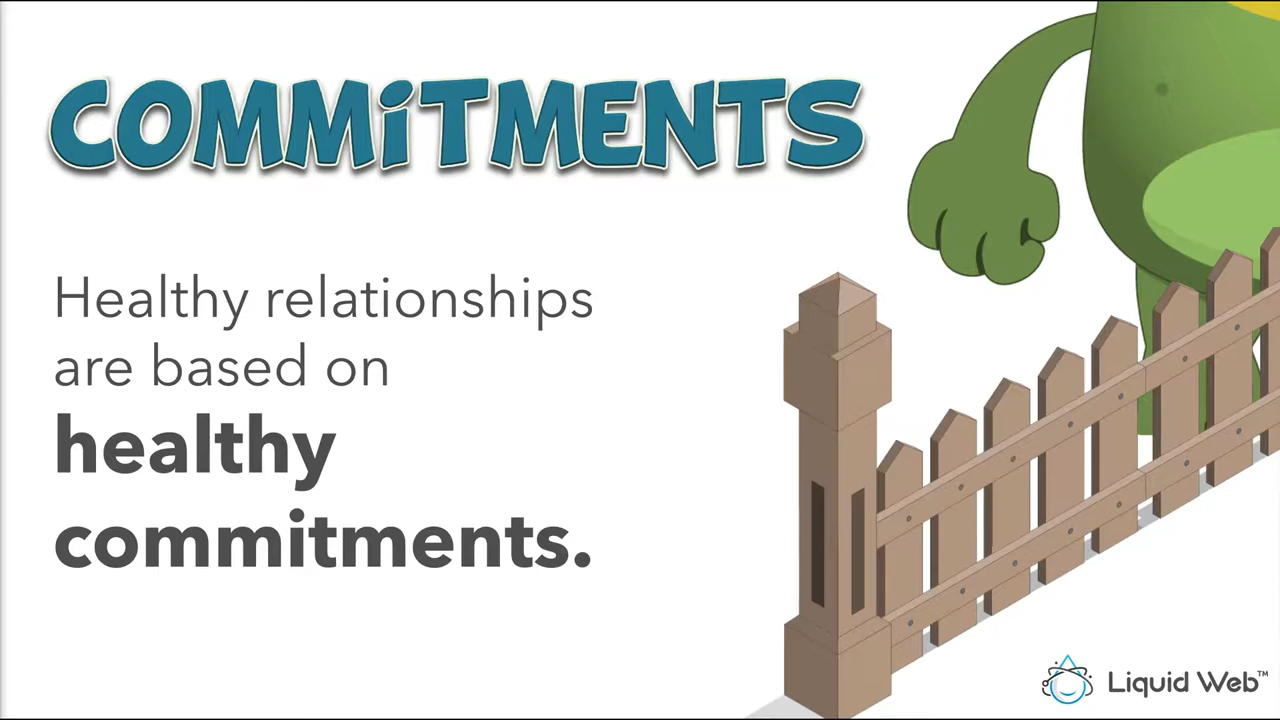 COMMiTMENTS
Healthy relationships
are based on
healthy
commitments.
Liquid Web™